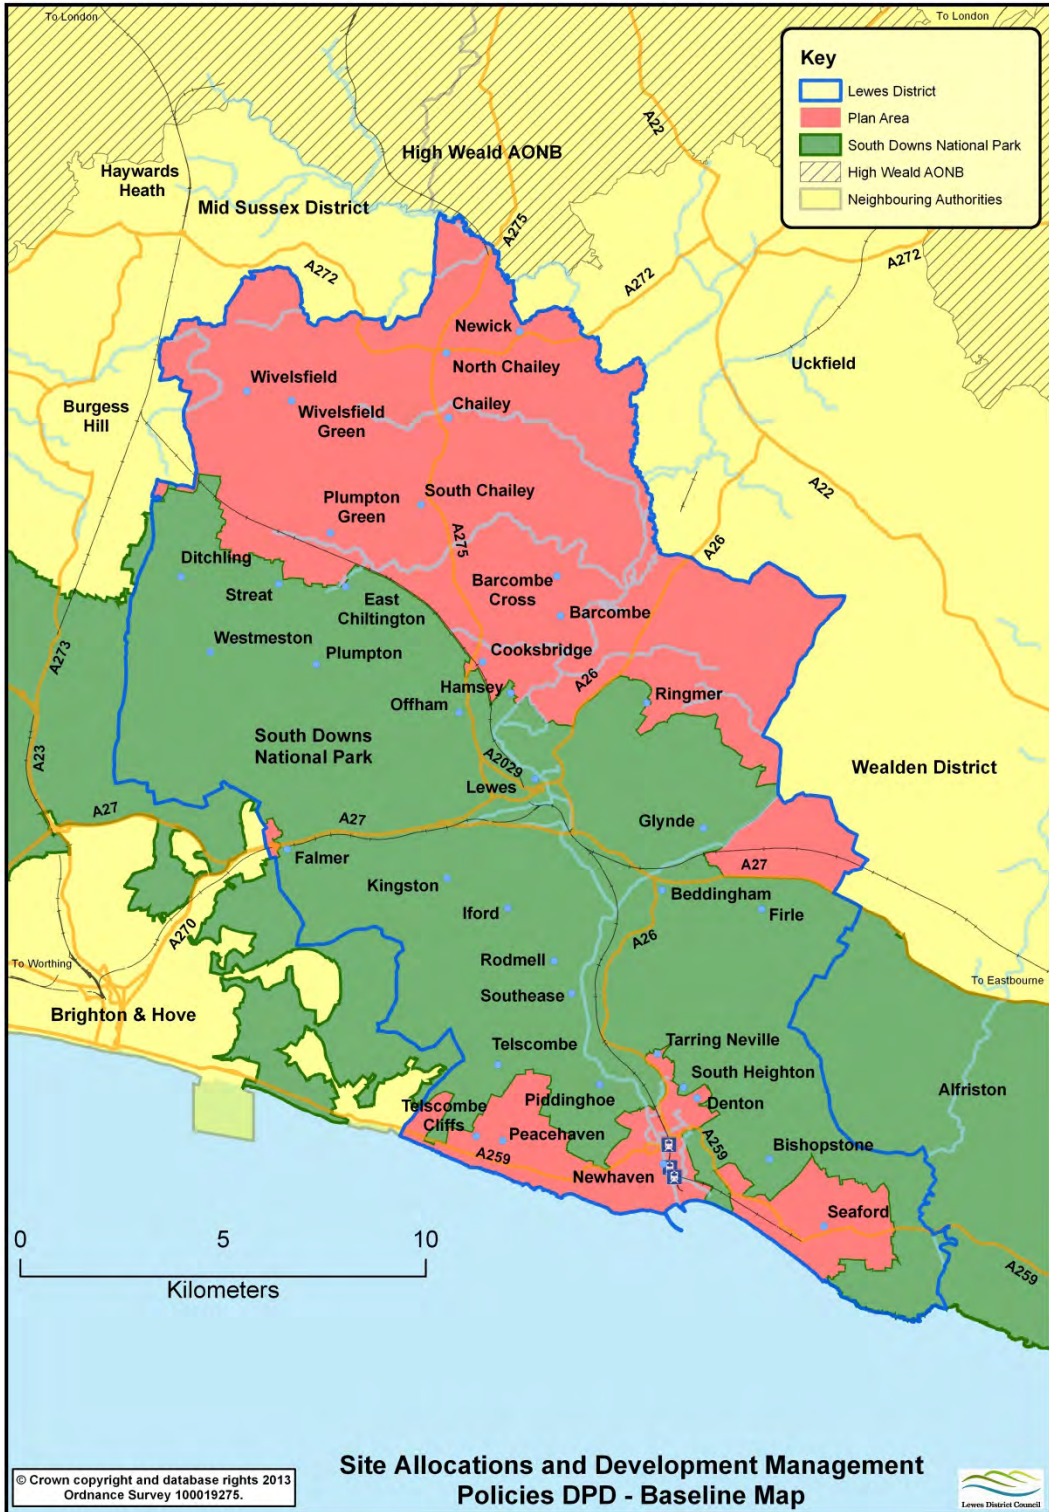 To London
To London
Key
Lewes District
Plan Area
South Downs National Park
High Weald AONB
Neighbouring Authorities
A22
High Weald AONB
Haywards
Heath
Mid Sussex District
A275
A272
A272
A272
Newick
North Chailey
Uckfield
Wivelsfield
Wivelsfield
Green
Chailey
Burgess
Hill
A22
South Chailey
Plumpton
Green
A275
A26
Ditchling
Streat
East
Chiltington
Barcombe
Cross
Barcombe
Westmeston
Plumpton
Cooksbridge
A273
Hamsey
A26
Ringmer
Offham
South Downs
National Park
A23
A2029
Lewes
Wealden District
A27
A27
Glynde
Falmer
A27
Kingston
Beddingham
Iford
Firle
A270
A26
Rodmell
To Worthing
To Eastbourne
Southease
Brighton & Hove
Tarring Neville
Telscombe
South Heighton
Alfriston
Piddinghoe
Denton
Telscombe
Cliffs
Peacehaven
A259
Bishopstone
A259
Newhaven
Seaford
0
5
10
Kilometers
A259
Site Allocations and Development Management
Policies DPD - Baseline Map
© Crown copyright and database rights 2013
Ordnance Survey 100019275.
Lewes District Council